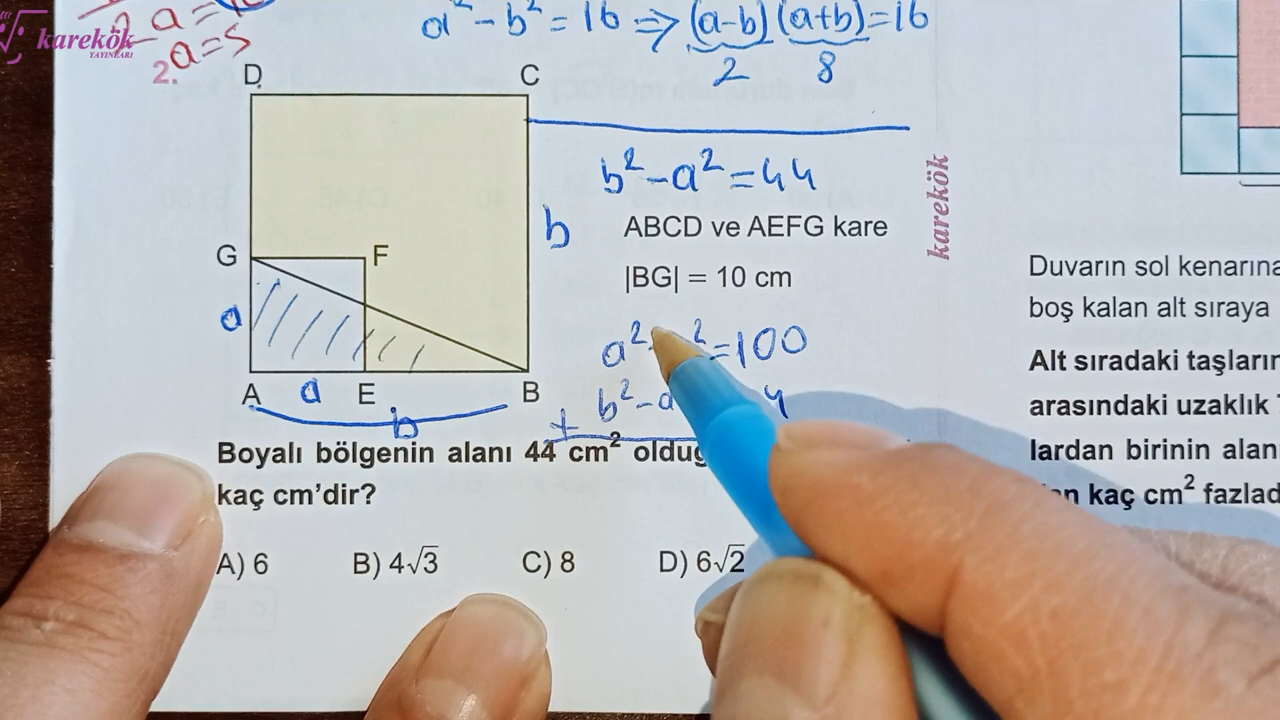 a² - b² = 16 ⇒ (a-b) (a+b) = 16
2 8
a = 5
karekök
YAYINLARI
2.
D C
b² - a² = 44
ABCD ve AEFG kare
b
G F
|BG| = 10 cm
a
a² ² = 100
A a E B
b² - a 4
+
b
Boyalı bölgenin alanı 44 cm²
kaç cm'dir?
A) 6 B) 4√3 C) 8 D) 6√2
karekök
Duvarın sol kenarına
boş kalan alt sıraya
Alt sıradaki taşların
arasındaki uzaklık
lardan birinin alan
kaç cm² fazlad